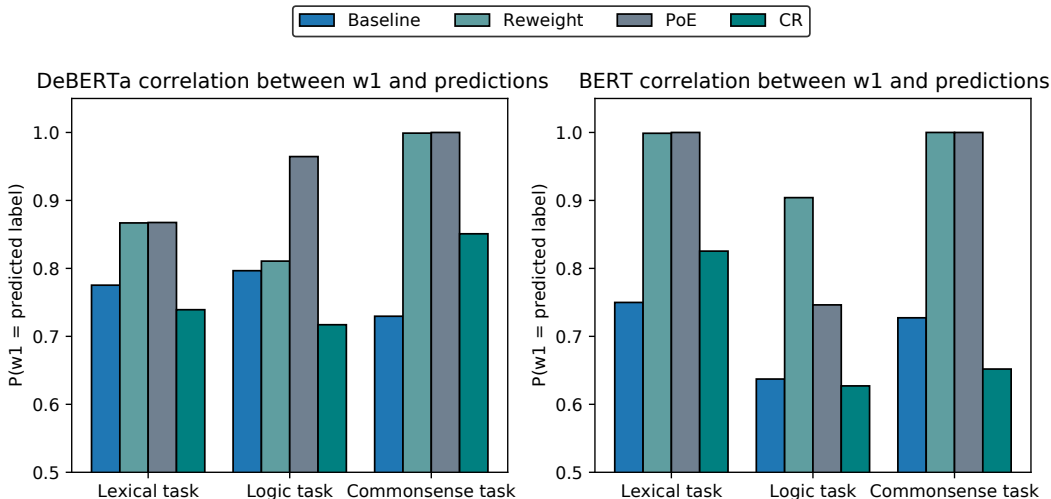 Baseline Reweight PoE CR
DeBERTa correlation between w1 and predictions
P(w1 = predicted label)
1.0
0.9
0.8
0.7
0.6
0.5
Lexical task Logic task Commonsense task
BERT correlation between w1 and predictions
P(w1 = predicted label)
1.0
0.9
0.8
0.7
0.6
0.5
Lexical task Logic task Commonsense task